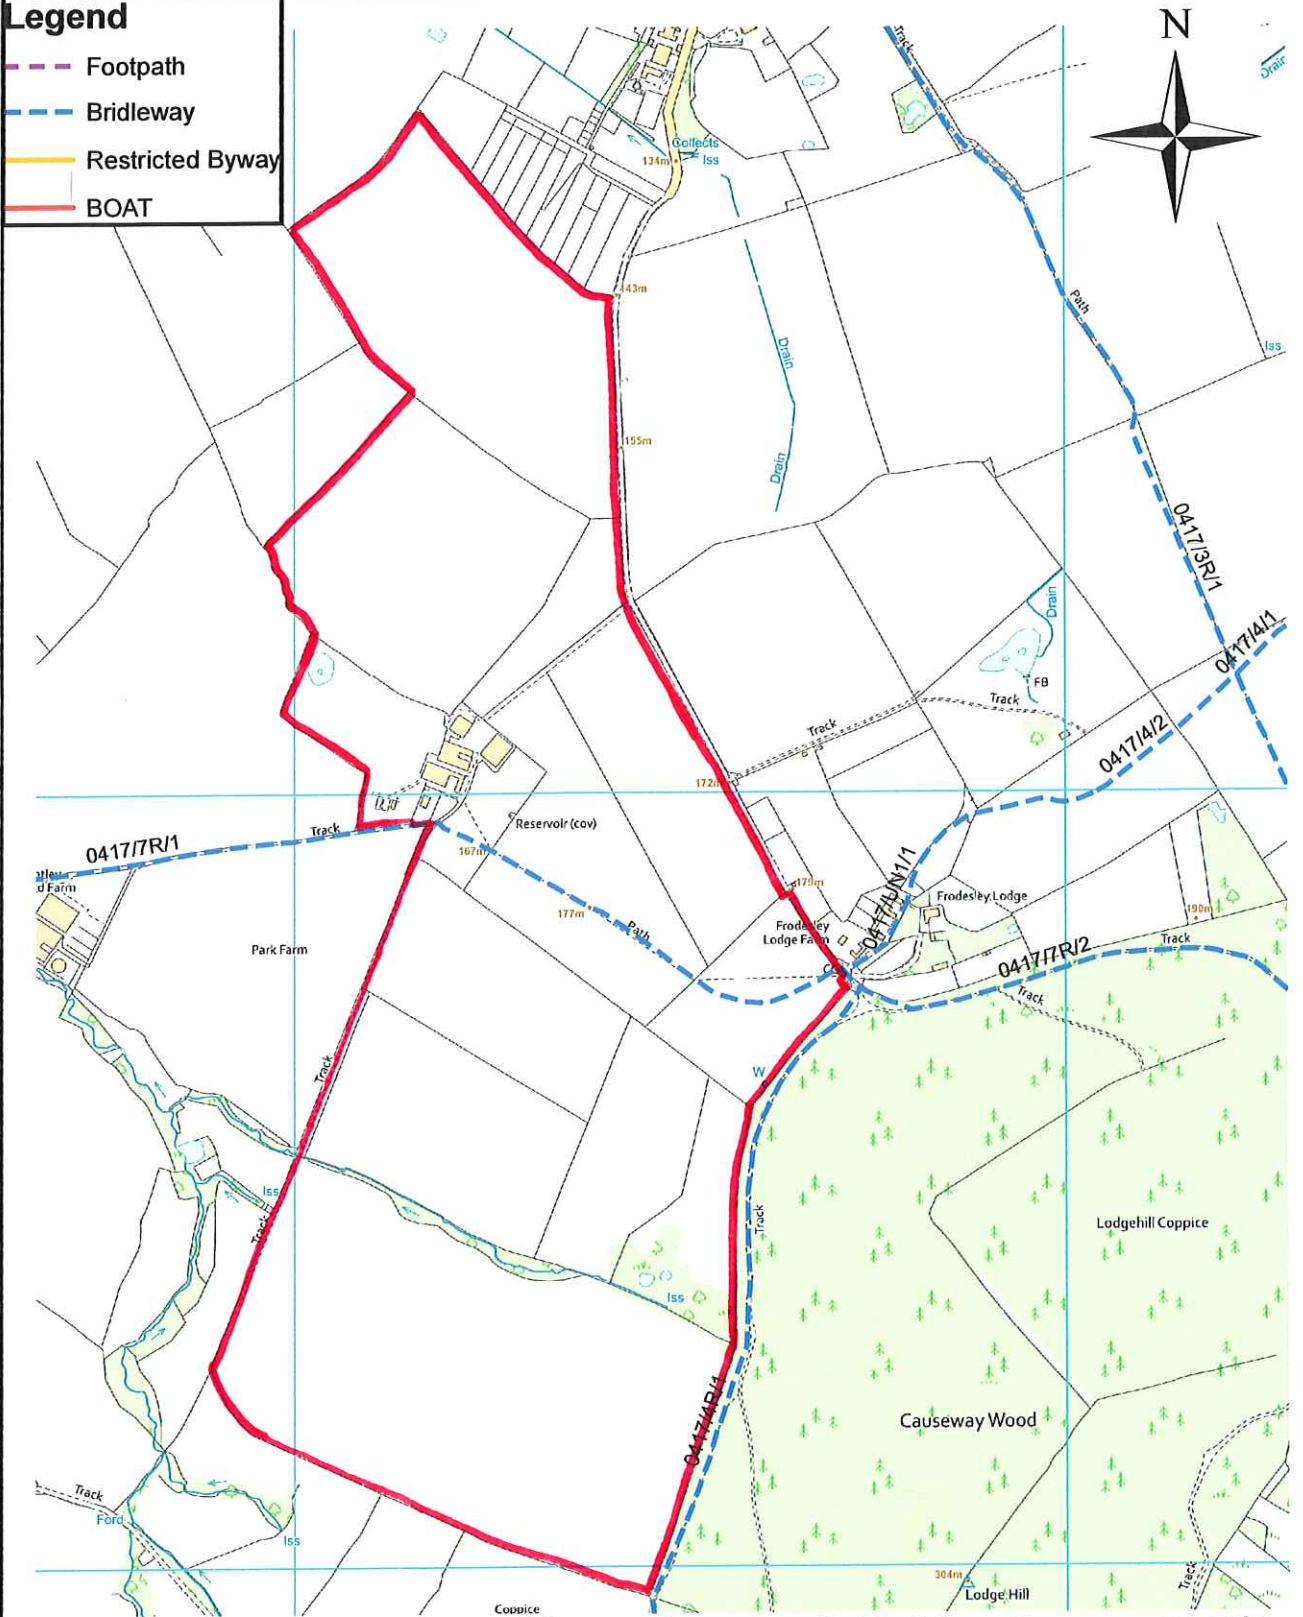 Legend
Footpath
Bridleway
Restricted Byway
BOAT
N
Track
Drain
Collects
134m
Iss
143m
Path
Drain
Iss
155m
Drain
0417/3R/1
Drain
0417/4/1
FB
Track
Track
0417/4/2
172m
Reservoir (cov)
Track
0417/7R/1
167m
179m
0417/UN1/1
Frodesley Lodge
d Farm
177m
Path
Frodesley
Lodge Farm
190m
Park Farm
0417/7R/2
Track
Track
Track
W
Iss
Track
Track
Lodgehill Coppice
Iss
0417/4R/1
Causeway Wood
Track
Ford
Iss
304m
Lodge Hill
Track
Coppice